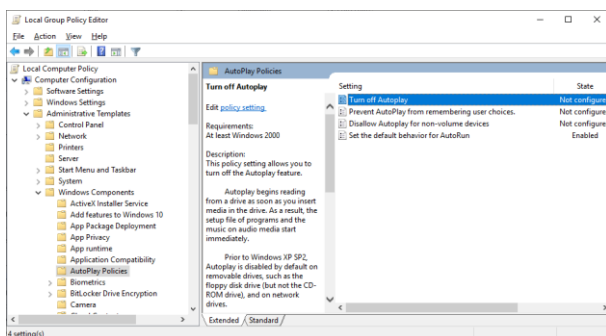 Local Group Policy Editor
File Action View Help
Local Computer Policy
Computer Configuration
Software Settings
Windows Settings
Administrative Templates
Control Panel
Network
Printers
Server
Start Menu and Taskbar
System
Windows Components
ActiveX Installer Service
Add features to Windows 10
App Package Deployment
App Privacy
App runtime
Application Compatibility
AutoPlay Policies
Biometrics
BitLocker Drive Encryption
Camera
AutoPlay Policies
Turn off Autoplay
Edit policy setting
Requirements:
At least Windows 2000
Description:
This policy setting allows you to
turn off the Autoplay feature.
Autoplay begins reading
from a drive as soon as you insert
media in the drive. As a result, the
setup file of programs and the
music on audio media start
immediately.
Prior to Windows XP SP2,
Autoplay is disabled by default on
removable drives, such as the
floppy disk drive (but not the CD-
ROM drive), and on network
drives.
Setting State
Turn off Autoplay Not configure
Prevent AutoPlay from remembering user choices. Not configure
Disallow Autoplay for non-volume devices Not configure
Set the default behavior for AutoRun Enabled
Extended Standard
4 setting(s)